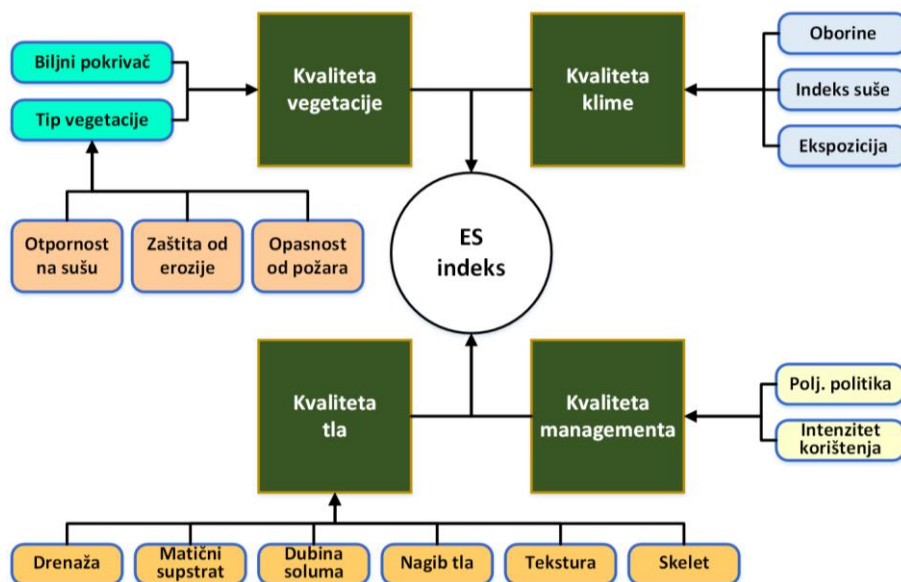 Biljni pokrivač
Tip vegetacije
Kvaliteta
vegetacije
Kvaliteta
klime
Oborine
Indeks suše
Ekspozicija
Otpornost
na sušu
Zaštita od
erozije
Opasnost
od požara
ES
indeks
Kvaliteta
tla
Kvaliteta
managementa
Polj. politika
Intenzitet
korištenja
Drenaža
Matični
supstrat
Dubina
soluma
Nagib tla
Tekstura
Skelet